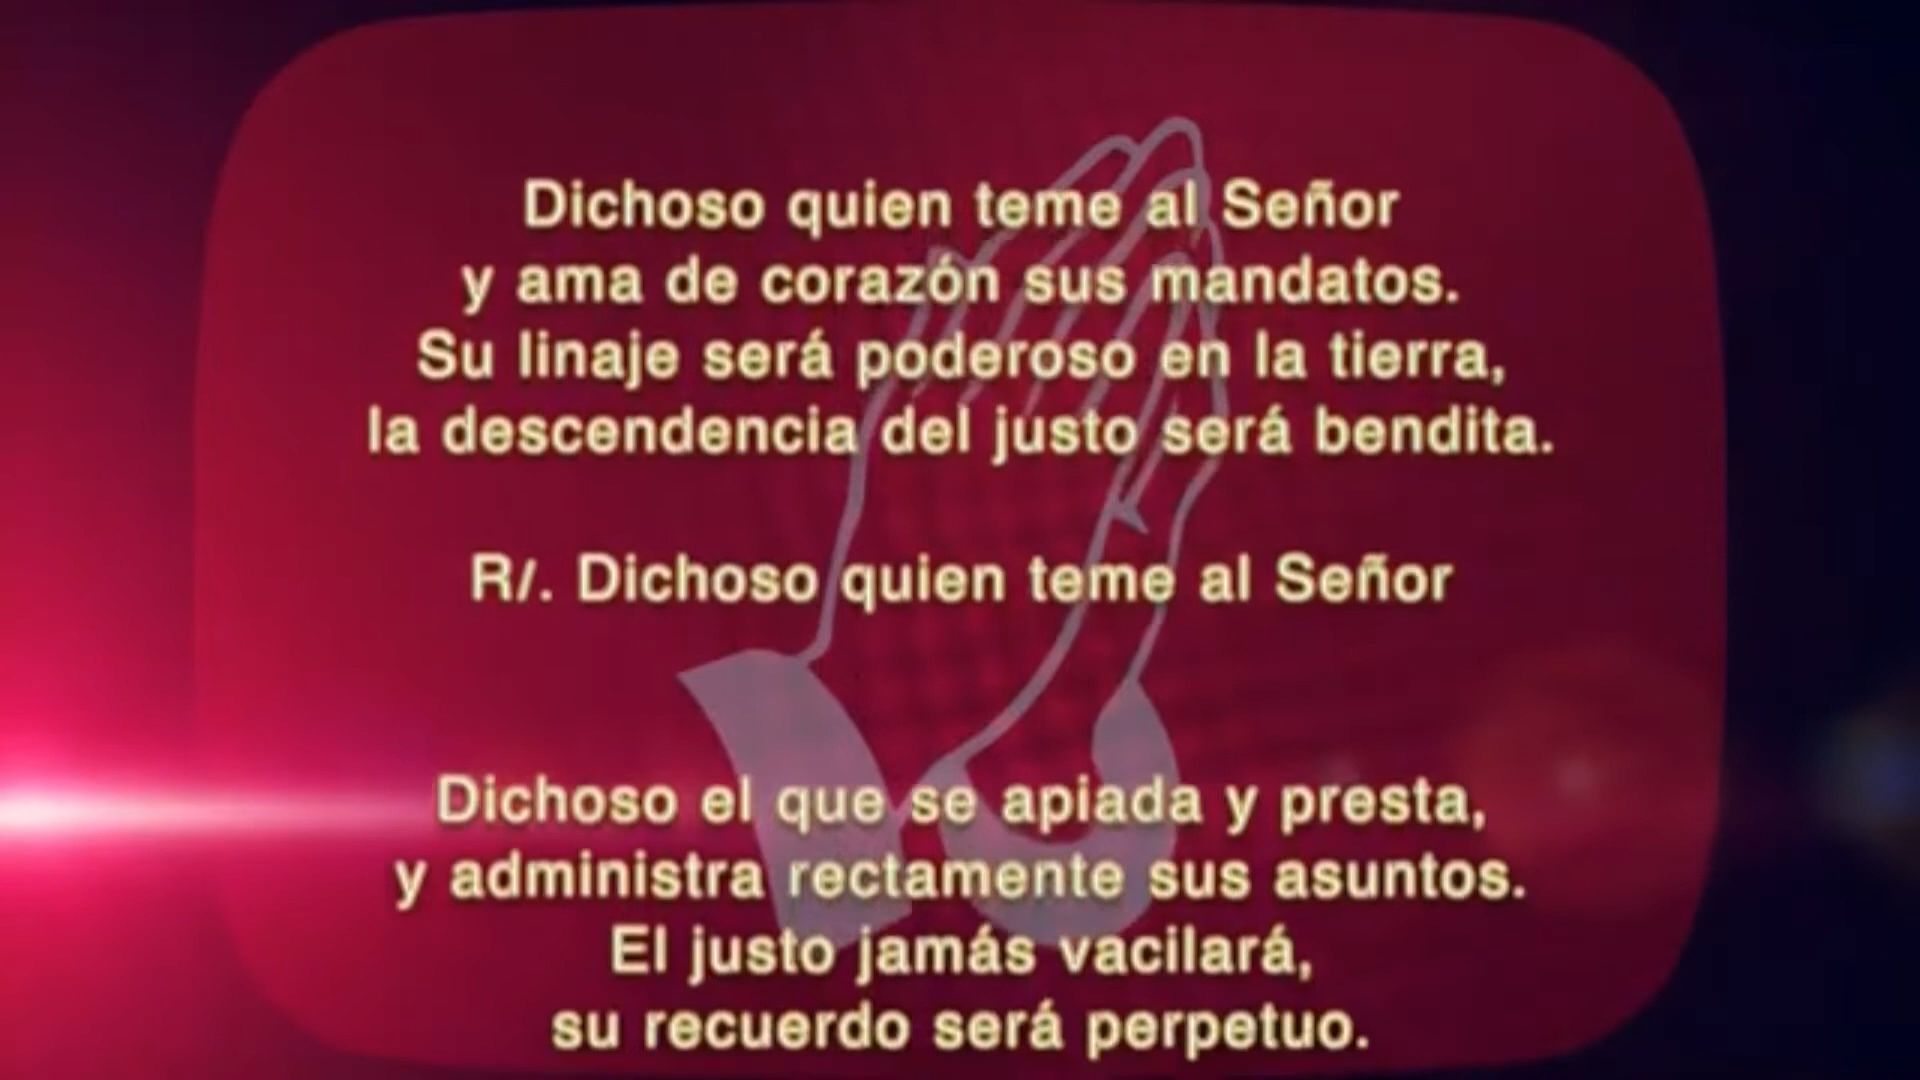 Dichoso quien teme al Señor
y ama de corazón sus mandatos.
Su linaje será poderoso en la tierra,
la descendencia del justo será bendita.
R/. Dichoso quien teme al Señor
Dichoso el que se apiada y presta,
y administra rectamente sus asuntos.
El justo jamás vacilará,
su recuerdo será perpetuo.